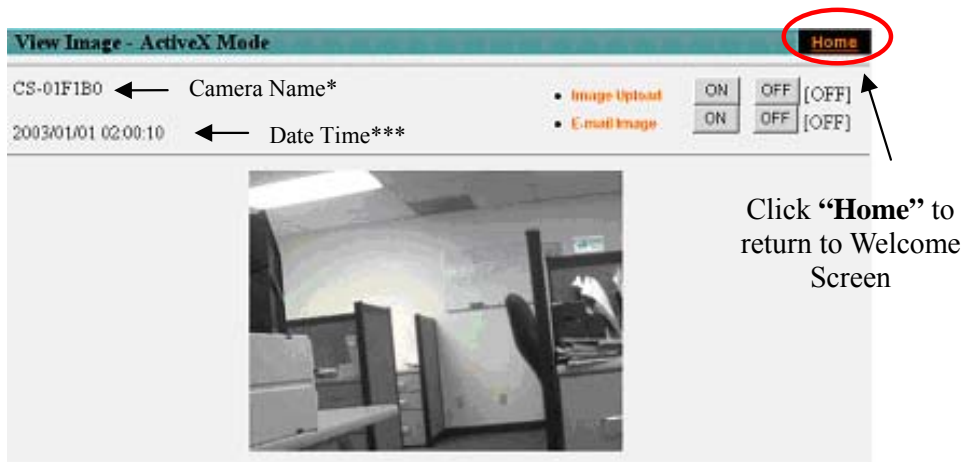 View Image - ActiveX Mode
Home
CS-01F1B0
Camera Name*
Image Upload
ON
OFF
[OFF]
2003/01/01 02:00:10
Date Time***
E-mail Image
ON
OFF
[OFF]
Click “Home” to
return to Welcome
Screen